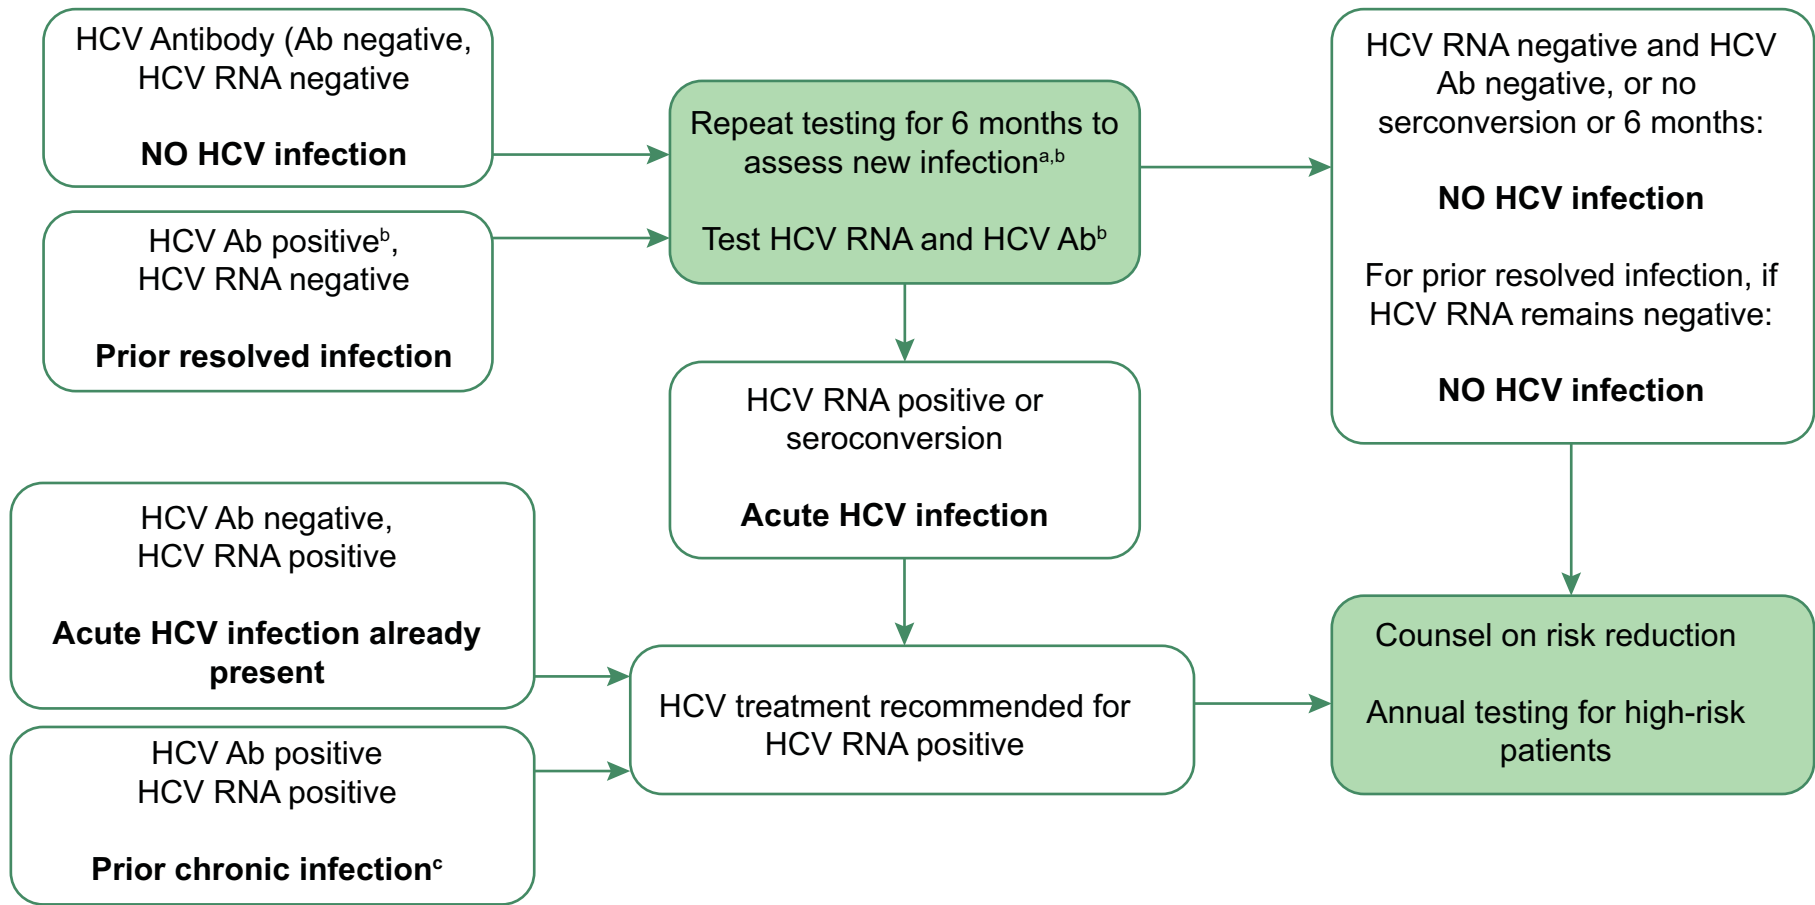 HCV Antibody (Ab negative,
HCV RNA negative
NO HCV infection
HCV Ab positiveᵇ,
HCV RNA negative
Prior resolved infection
Repeat testing for 6 months to
assess new infectionᵃ,ᵇ
Test HCV RNA and HCV Abᵇ
HCV RNA negative and HCV
Ab negative, or no
serconversion or 6 months:
NO HCV infection
For prior resolved infection, if
HCV RNA remains negative:
NO HCV infection
HCV RNA positive or
seroconversion
Acute HCV infection
HCV Ab negative,
HCV RNA positive
Acute HCV infection already
present
HCV Ab positive
HCV RNA positive
Prior chronic infectionᶜ
HCV treatment recommended for
HCV RNA positive
Counsel on risk reduction
Annual testing for high-risk
patients